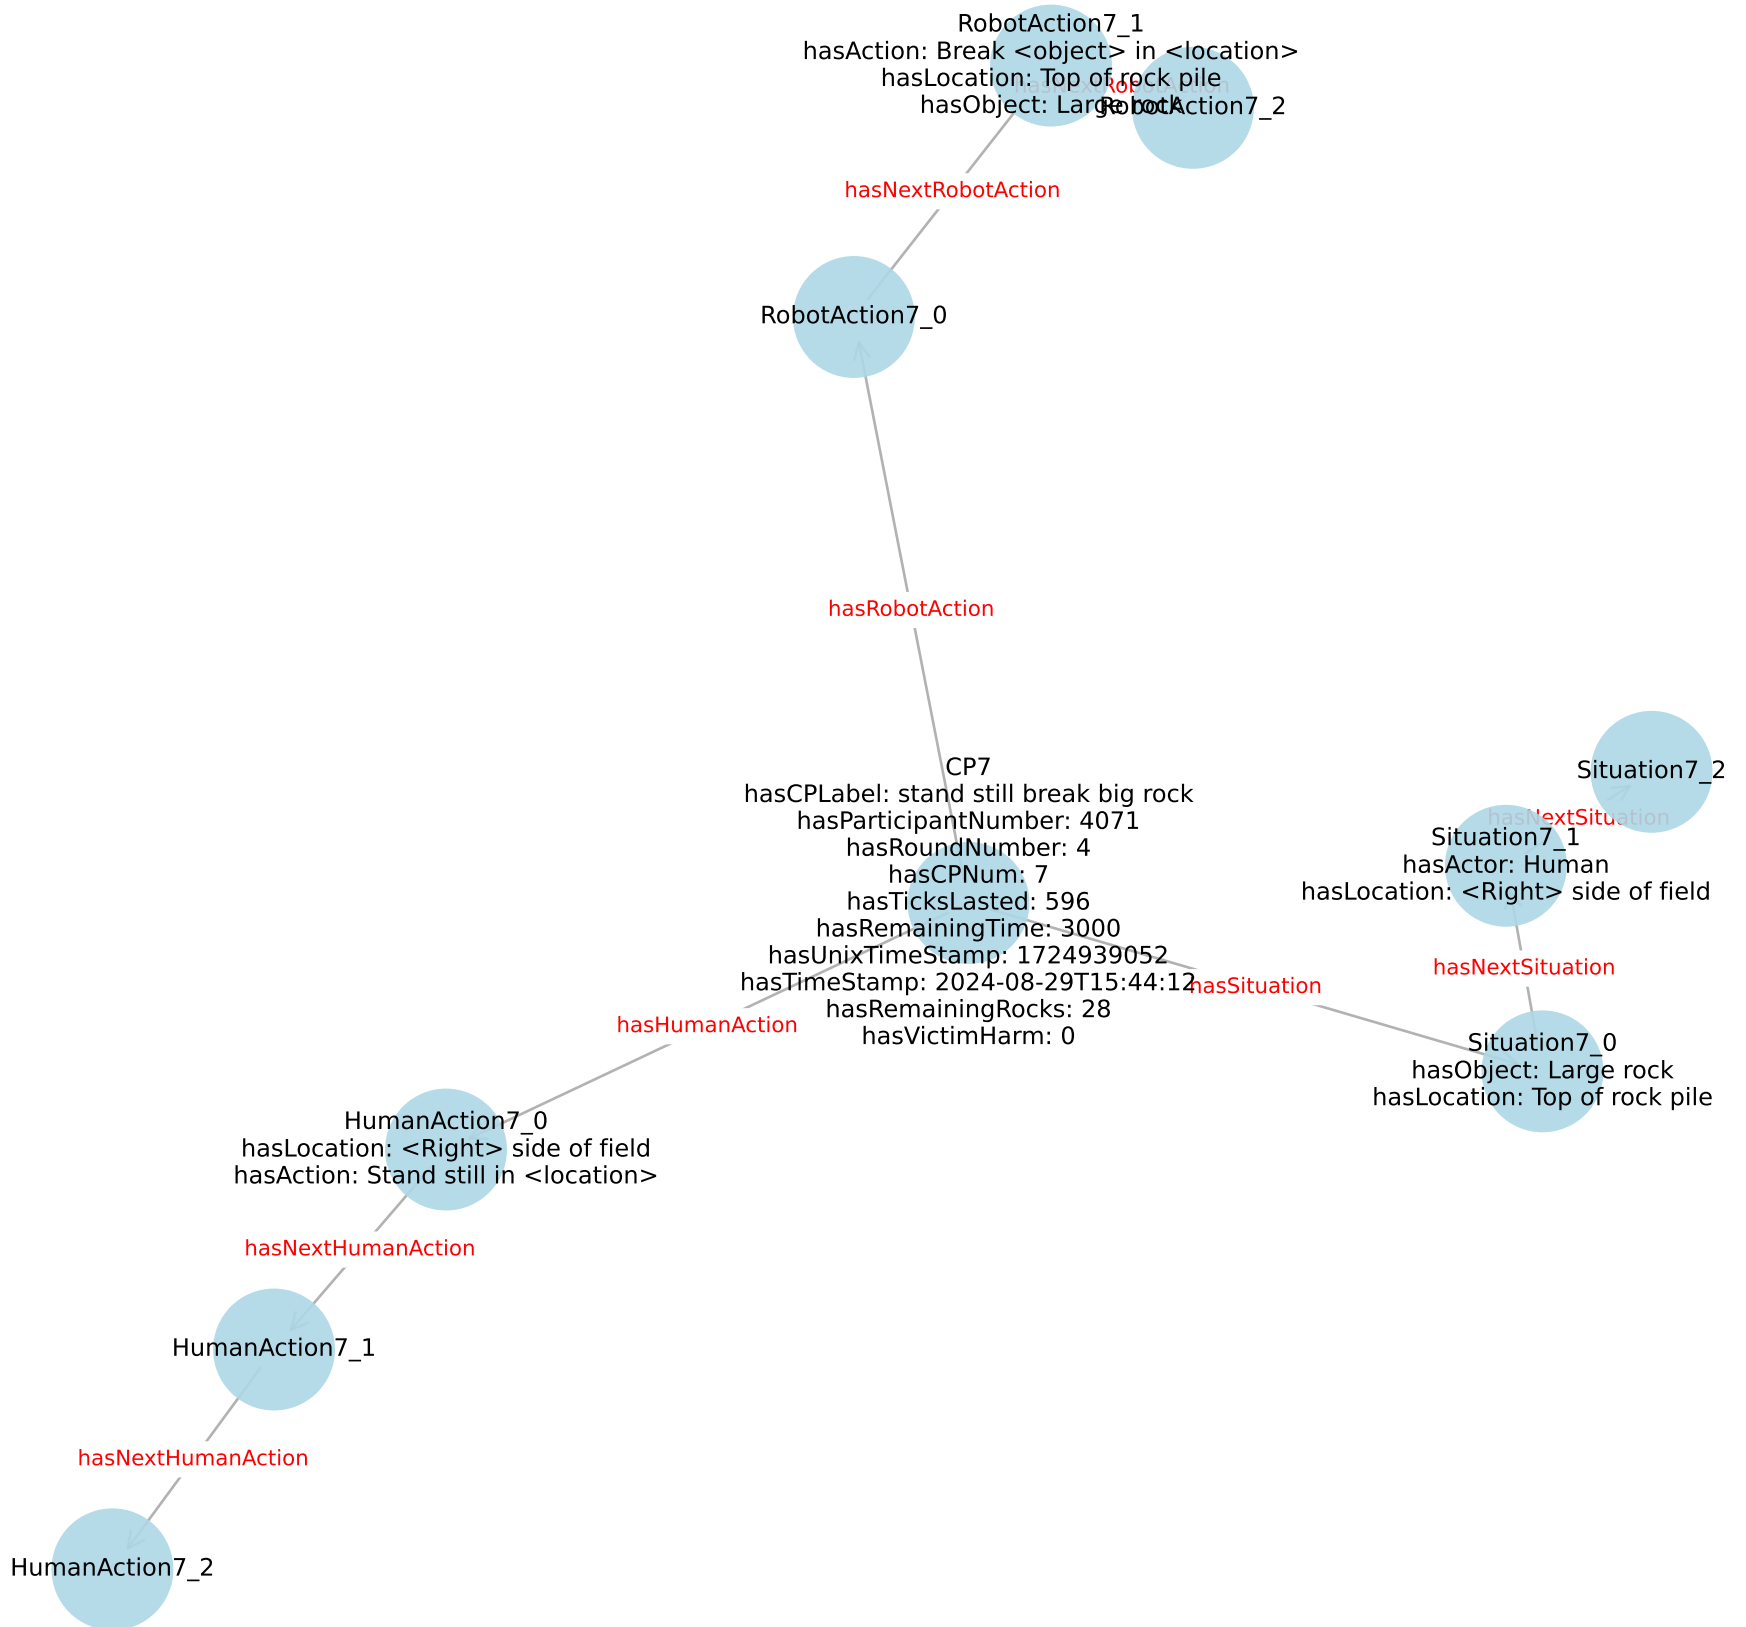 RobotAction7_1
hasAction: Break <object> in <location>
hasLocation: Top of rock pile
hasObject: Large rock
hasNextRobotAction
RobotAction7_2
hasNextRobotAction
RobotAction7_0
hasRobotAction
CP7
hasCPLabel: stand still break big rock
hasParticipantNumber: 4071
hasRoundNumber: 4
hasCPNum: 7
hasTicksLasted: 596
hasRemainingTime: 3000
hasUnixTimeStamp: 1724939052
hasTimeStamp: 2024-08-29T15:44:12
hasRemainingRocks: 28
hasVictimHarm: 0
Situation7_2
hasNextSituation
Situation7_1
hasActor: Human
hasLocation: <Right> side of field
hasNextSituation
hasSituation
Situation7_0
hasObject: Large rock
hasLocation: Top of rock pile
hasHumanAction
HumanAction7_0
hasLocation: <Right> side of field
hasAction: Stand still in <location>
hasNextHumanAction
HumanAction7_1
hasNextHumanAction
HumanAction7_2